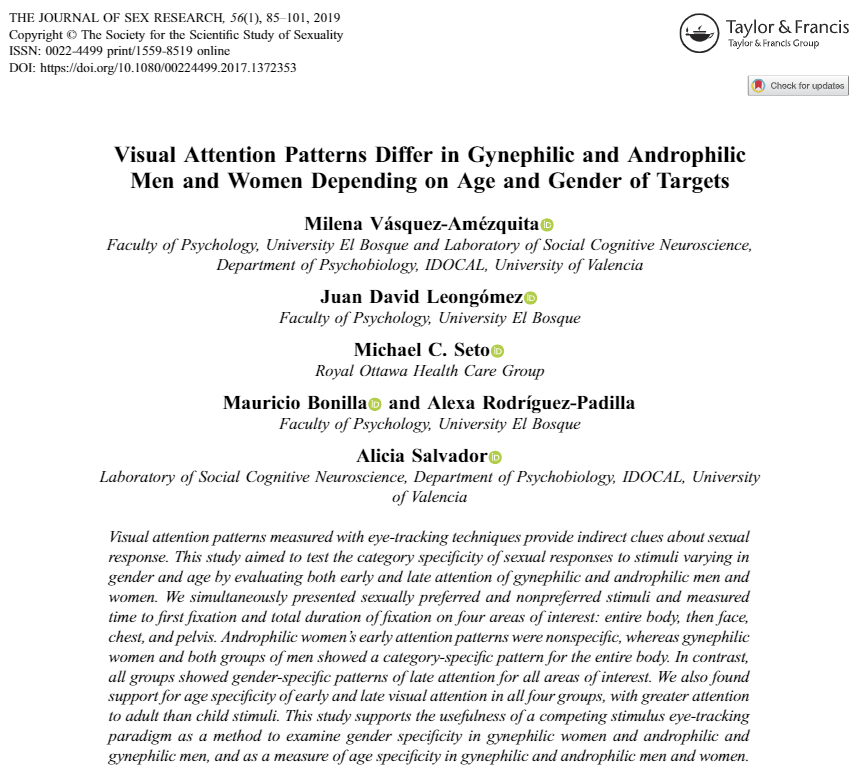 THE JOURNAL OF SEX RESEARCH, 56(1), 85–101, 2019
Copyright © The Society for the Scientific Study of Sexuality
ISSN: 0022-4499 print/1559-8519 online
DOI: https://doi.org/10.1080/00224499.2017.1372353
Taylor & Francis
Taylor & Francis Group
Check for updates
Visual Attention Patterns Differ in Gynephilic and Androphilic
Men and Women Depending on Age and Gender of Targets
Milena Vásquez-Amézquita iD
Faculty of Psychology, University El Bosque and Laboratory of Social Cognitive Neuroscience,
Department of Psychobiology, IDOCAL, University of Valencia
Juan David Leongómez iD
Faculty of Psychology, University El Bosque
Michael C. Seto iD
Royal Ottawa Health Care Group
Mauricio Bonilla iD and Alexa Rodríguez-Padilla
Faculty of Psychology, University El Bosque
Alicia Salvador iD
Laboratory of Social Cognitive Neuroscience, Department of Psychobiology, IDOCAL, University
of Valencia
Visual attention patterns measured with eye-tracking techniques provide indirect clues about sexual
response. This study aimed to test the category specificity of sexual responses to stimuli varying in
gender and age by evaluating both early and late attention of gynephilic and androphilic men and
women. We simultaneously presented sexually preferred and nonpreferred stimuli and measured
time to first fixation and total duration of fixation on four areas of interest: entire body, then face,
chest, and pelvis. Androphilic women's early attention patterns were nonspecific, whereas gynephilic
women and both groups of men showed a category-specific pattern for the entire body. In contrast,
all groups showed gender-specific patterns of late attention for all areas of interest. We also found
support for age specificity of early and late visual attention in all four groups, with greater attention
to adult than child stimuli. This study supports the usefulness of a competing stimulus eye-tracking
paradigm as a method to examine gender specificity in gynephilic women and androphilic and
gynephilic men, and as a measure of age specificity in gynephilic and androphilic men and women.